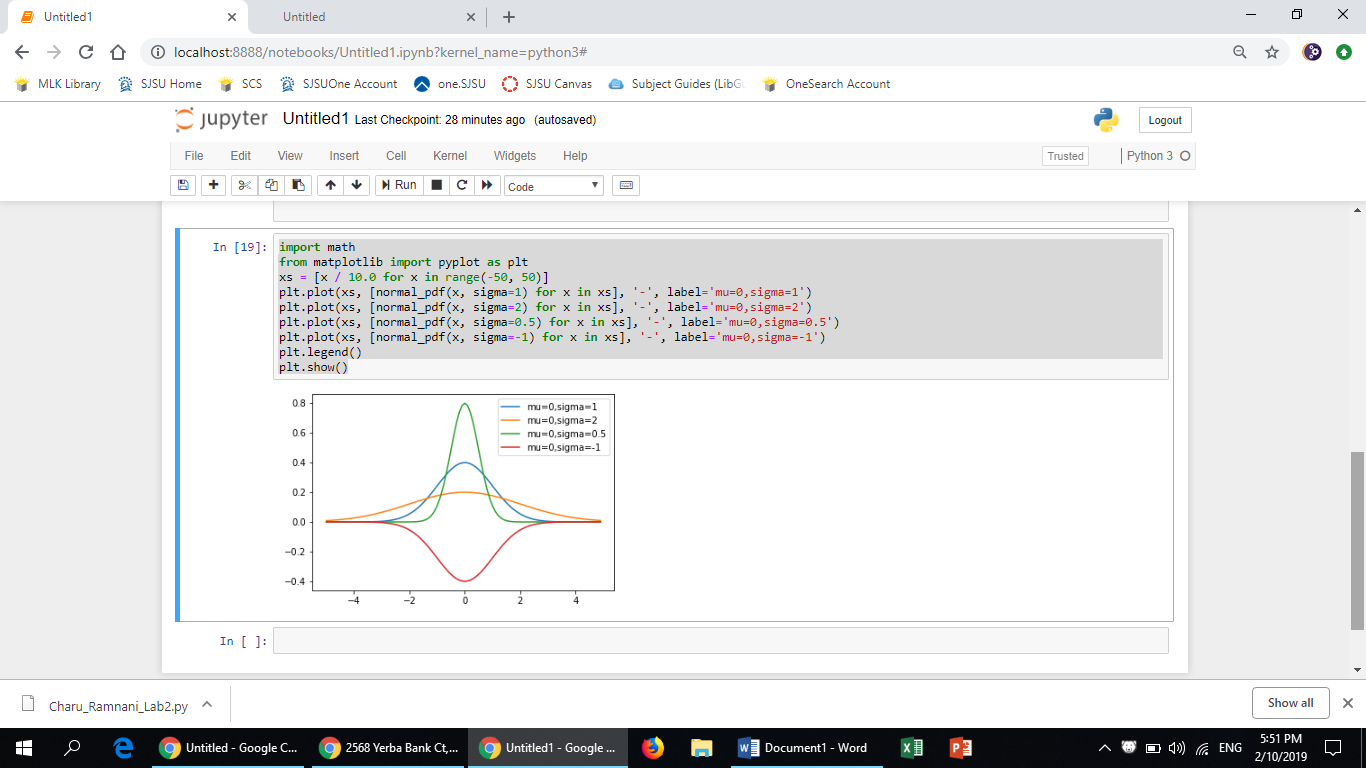 Untitled1
Untitled
localhost:8888/notebooks/Untitled1.ipynb?kernel_name=python3#
MLK Library SJSU Home SCS SJSUOne Account one.SJSU SJSU Canvas Subject Guides (LibG OneSearch Account
jupyter Untitled1 Last Checkpoint: 28 minutes ago (autosaved) Logout
File Edit View Insert Cell Kernel Widgets Help Trusted Python 3
Run Code
In [19]: import math
from matplotlib import pyplot as plt
xs = [x / 10.0 for x in range(-50, 50)]
plt.plot(xs, [normal_pdf(x, sigma=1) for x in xs], '-', label='mu=0,sigma=1')
plt.plot(xs, [normal_pdf(x, sigma=2) for x in xs], '-', label='mu=0,sigma=2')
plt.plot(xs, [normal_pdf(x, sigma=0.5) for x in xs], '-', label='mu=0,sigma=0.5')
plt.plot(xs, [normal_pdf(x, sigma=-1) for x in xs], '-', label='mu=0,sigma=-1')
plt.legend()
plt.show()
0.8
0.6
0.4
0.2
0.0
−0.2
−0.4
mu=0,sigma=1
mu=0,sigma=2
mu=0,sigma=0.5
mu=0,sigma=-1
−4 −2 0 2 4
In [ ]:
Charu_Ramnani_Lab2.py Show all
Untitled - Google C... 2568 Yerba Bank Ct,... Untitled1 - Google ... Document1 - Word ENG
5:51 PM
2/10/2019